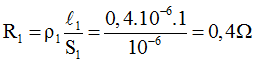 R₁ = ρ₁ ℓ₁/S₁ = 0,4.10⁻⁶.1/10⁻⁶ = 0,4Ω